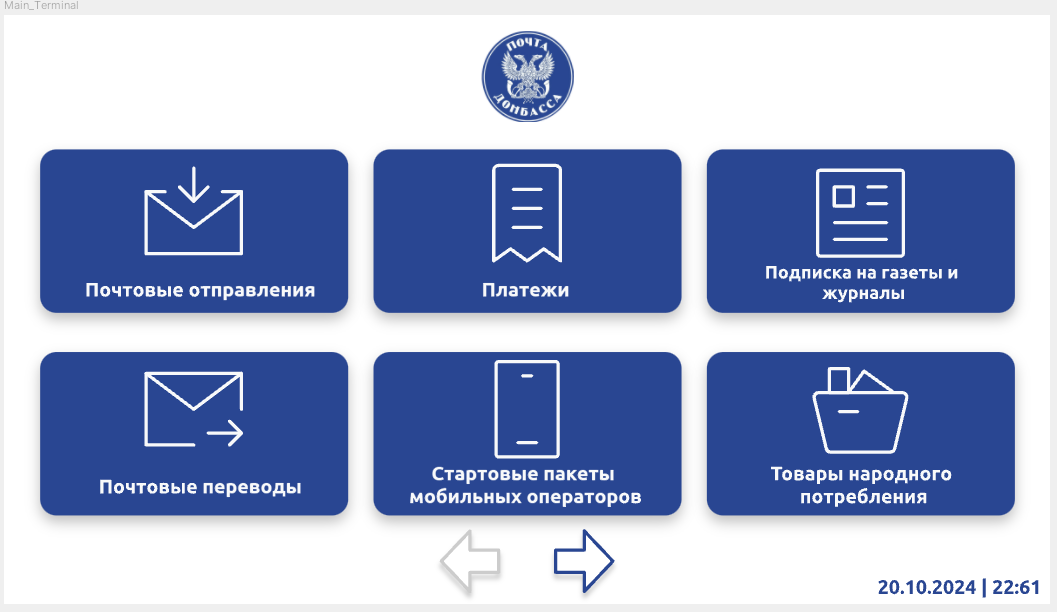 Main_Terminal
ПОЧТА
ДОНБАССА
Почтовые отправления
Платежи
Подписка на газеты и
журналы
Почтовые переводы
Стартовые пакеты
мобильных операторов
Товары народного
потребления
20.10.2024 | 22:61